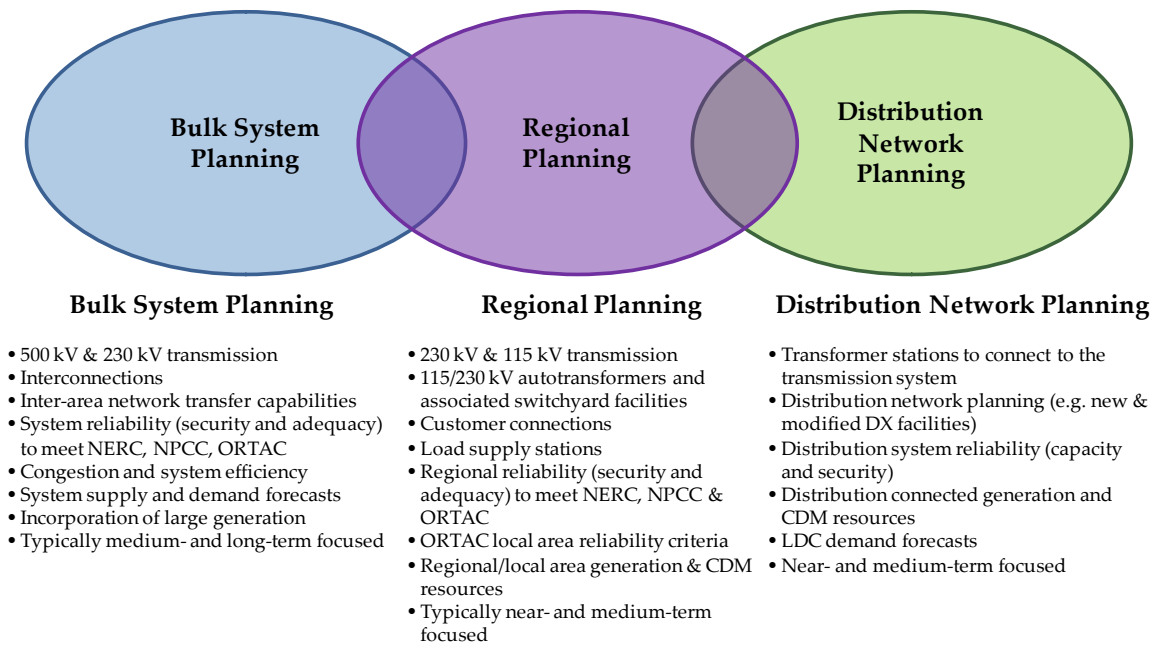 Bulk System
Planning
Regional
Planning
Distribution
Network
Planning
Bulk System Planning
• 500 kV & 230 kV transmission
• Interconnections
• Inter-area network transfer capabilities
• System reliability (security and adequacy)
to meet NERC, NPCC, ORTAC
• Congestion and system efficiency
• System supply and demand forecasts
• Incorporation of large generation
• Typically medium- and long-term focused
Regional Planning
• 230 kV & 115 kV transmission
• 115/230 kV autotransformers and
associated switchyard facilities
• Customer connections
• Load supply stations
• Regional reliability (security and
adequacy) to meet NERC, NPCC &
ORTAC
• ORTAC local area reliability criteria
• Regional/local area generation & CDM
resources
• Typically near- and medium-term
focused
Distribution Network Planning
• Transformer stations to connect to the
transmission system
• Distribution network planning (e.g. new &
modified DX facilities)
• Distribution system reliability (capacity
and security)
• Distribution connected generation and
CDM resources
• LDC demand forecasts
• Near- and medium-term focused